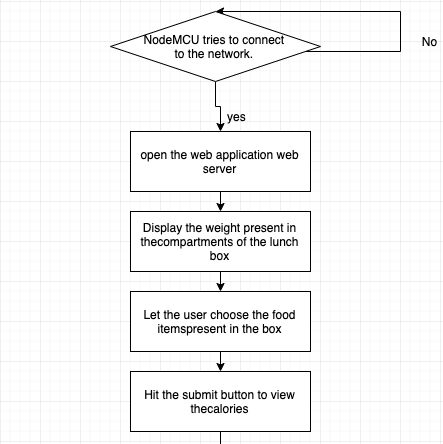 NodeMCU tries to connect
to the network.
No
yes
open the web application web
server
Display the weight present in
thecompartments of the lunch
box
Let the user choose the food
itemspresent in the box
Hit the submit button to view
thecalories